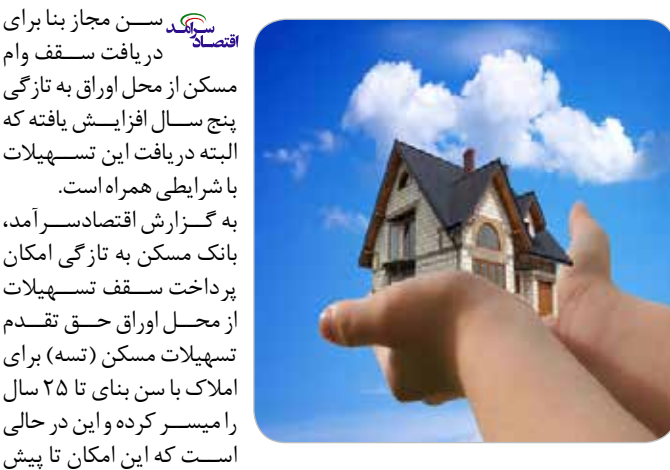 اقتصاد سرآمد سن مجاز بنا برای
دریافت سقف وام
مسکن از محل اوراق به تازگی
پنج سال افزایش یافته که
البته دریافت این تسهیلات
با شرایطی همراه است.
به گزارش اقتصادسرآمد،
بانک مسکن به تازگی امکان
پرداخت سقف تسهیلات
از محل اوراق حق تقدم
تسهیلات مسکن (تسه) برای
املاک با سن بنای تا ۲۵ سال
را میسر کرده و این در حالی
است که این امکان تا پیش